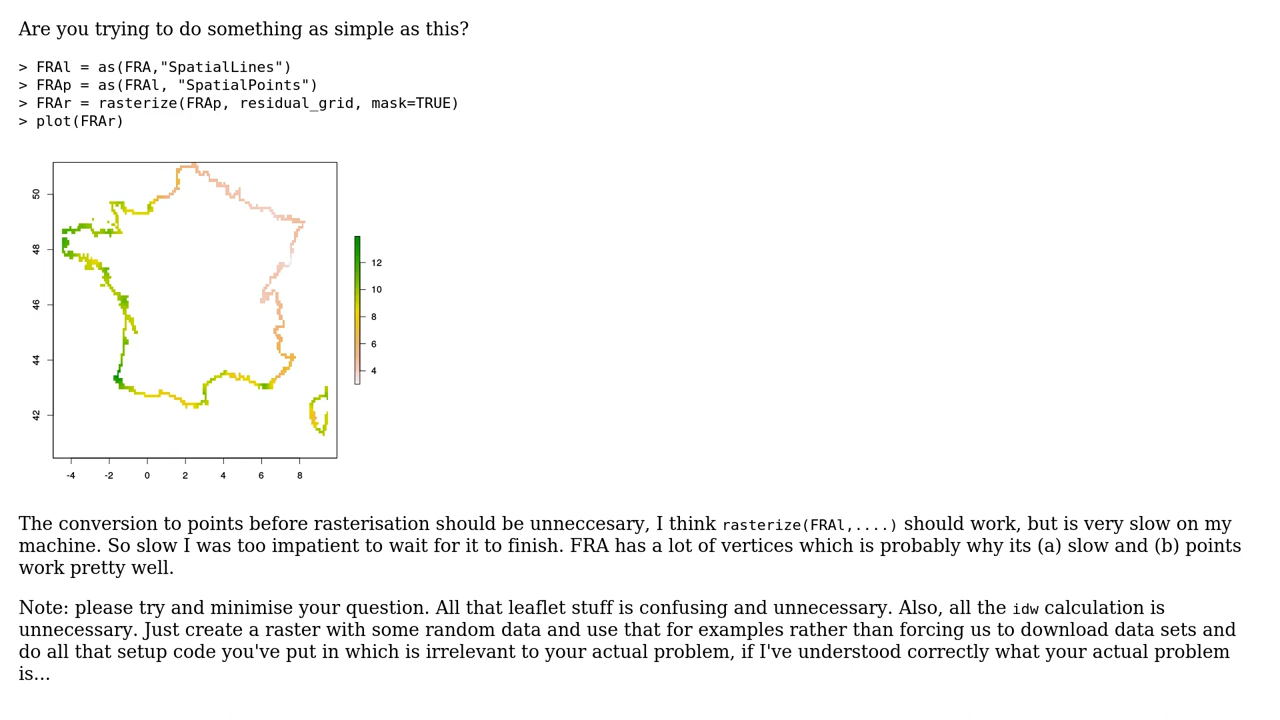 Are you trying to do something as simple as this?
> FRAl = as(FRA,"SpatialLines")
> FRAp = as(FRAl, "SpatialPoints")
> FRAr = rasterize(FRAp, residual_grid, mask=TRUE)
> plot(FRAr)
50
48
46
44
42
12
10
8
6
4
-4 -2 0 2 4 6 8
The conversion to points before rasterisation should be unneccesary, I think rasterize(FRAl,....) should work, but is very slow on my
machine. So slow I was too impatient to wait for it to finish. FRA has a lot of vertices which is probably why its (a) slow and (b) points
work pretty well.
Note: please try and minimise your question. All that leaflet stuff is confusing and unnecessary. Also, all the idw calculation is
unnecessary. Just create a raster with some random data and use that for examples rather than forcing us to download data sets and
do all that setup code you've put in which is irrelevant to your actual problem, if I've understood correctly what your actual problem
is...